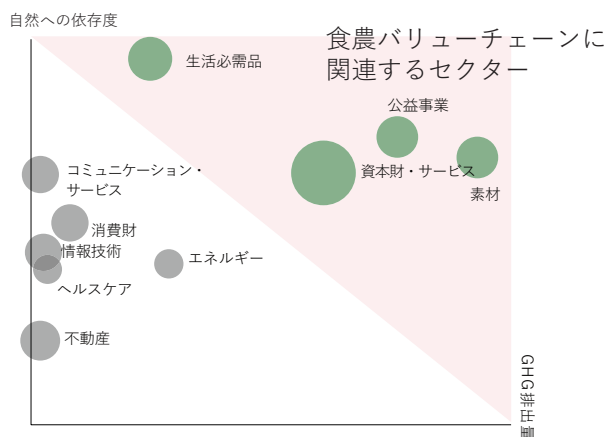 自然への依存度
食農バリューチェーンに
関連するセクター
生活必需品
公益事業
資本財・サービス
素材
コミュニケーション・
サービス
消費財
情報技術
エネルギー
ヘルスケア
不動産
GHG排出量